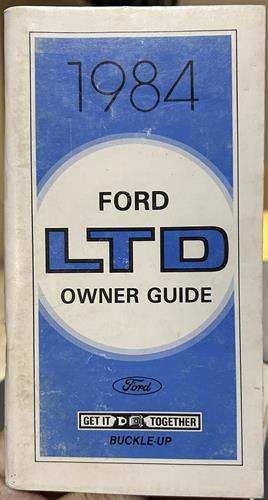 1984
FORD
LTD
OWNER GUIDE
Ford
GET IT TOGETHER
BUCKLE-UP